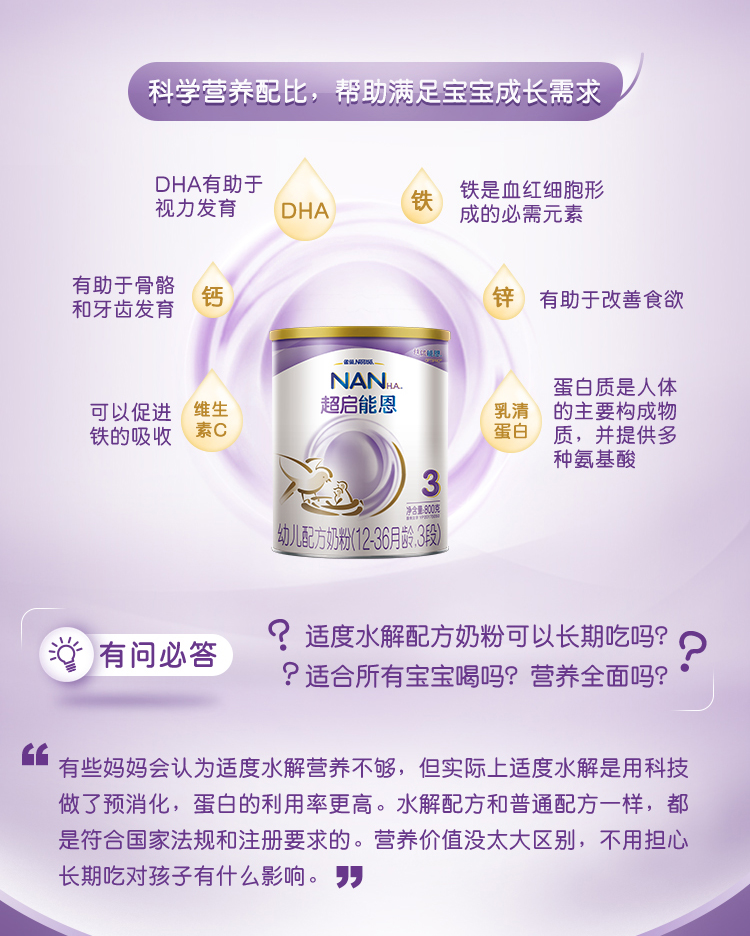 科学营养配比，帮助满足宝宝成长需求
DHA有助于
视力发育
DHA
铁
铁是血红细胞形
成的必需元素
有助于骨骼
和牙齿发育
钙
锌
有助于改善食欲
可以促进
铁的吸收
维生
素C
乳清
蛋白
蛋白质是人体
的主要构成物
质，并提供多
种氨基酸
雀巢 Nestlé
NAN H.A.
超启能恩
3
净含量:800克
幼儿配方奶粉(12-36月龄,3段)
有问必答
? 适度水解配方奶粉可以长期吃吗? ?
? 适合所有宝宝喝吗? 营养全面吗?
“ 有些妈妈会认为适度水解营养不够，但实际上适度水解是用科技
做了预消化，蛋白的利用率更高。水解配方和普通配方一样，都
是符合国家法规和注册要求的。营养价值没太大区别，不用担心
长期吃对孩子有什么影响。 ”